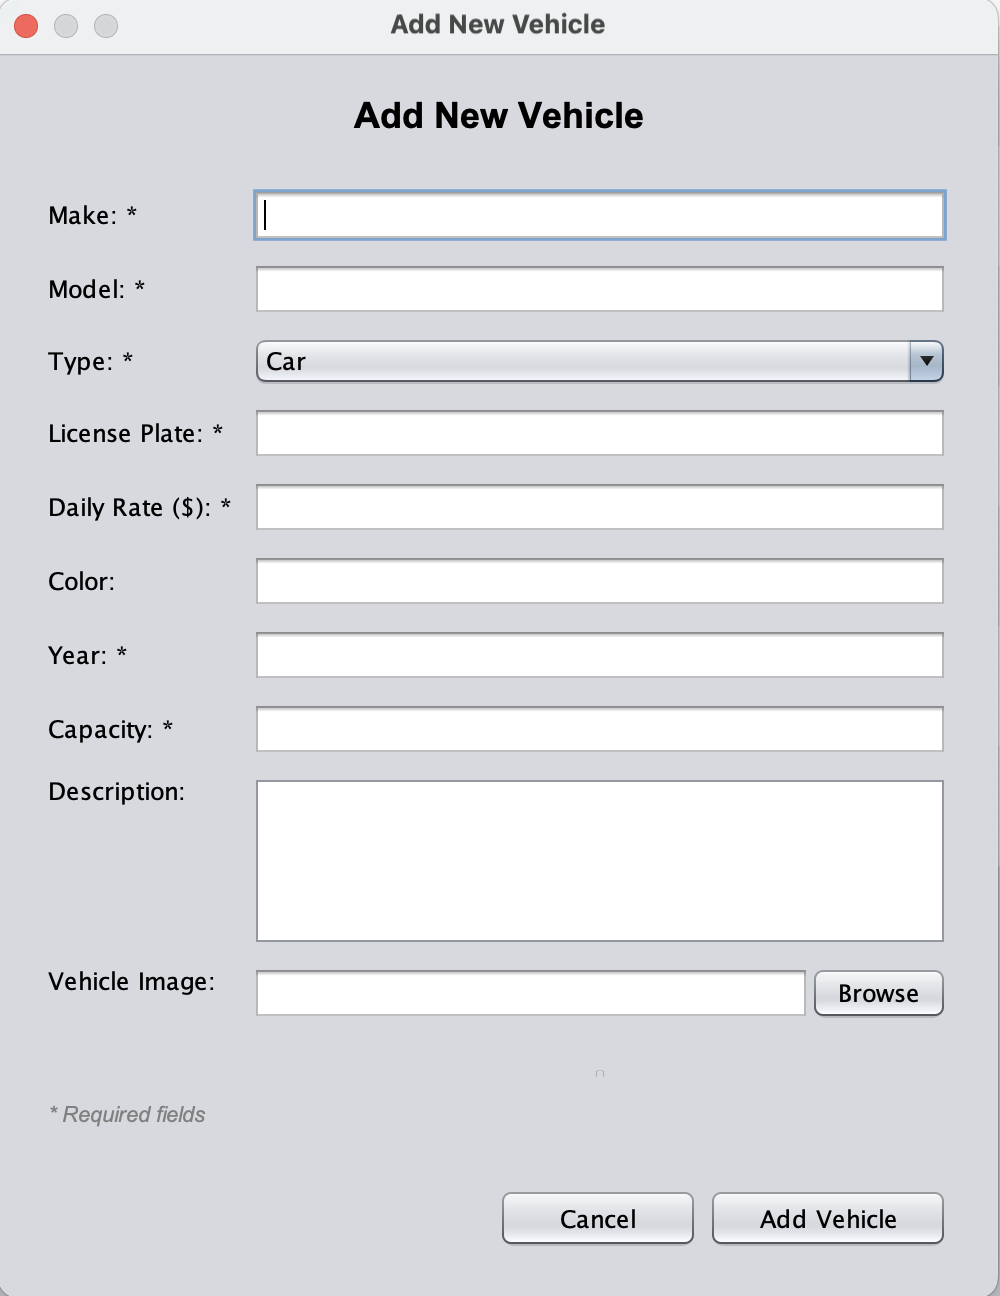 Add New Vehicle
Add New Vehicle
Make: *
Model: *
Type: * Car
License Plate: *
Daily Rate ($): *
Color:
Year: *
Capacity: *
Description:
Vehicle Image: Browse
* Required fields
Cancel Add Vehicle